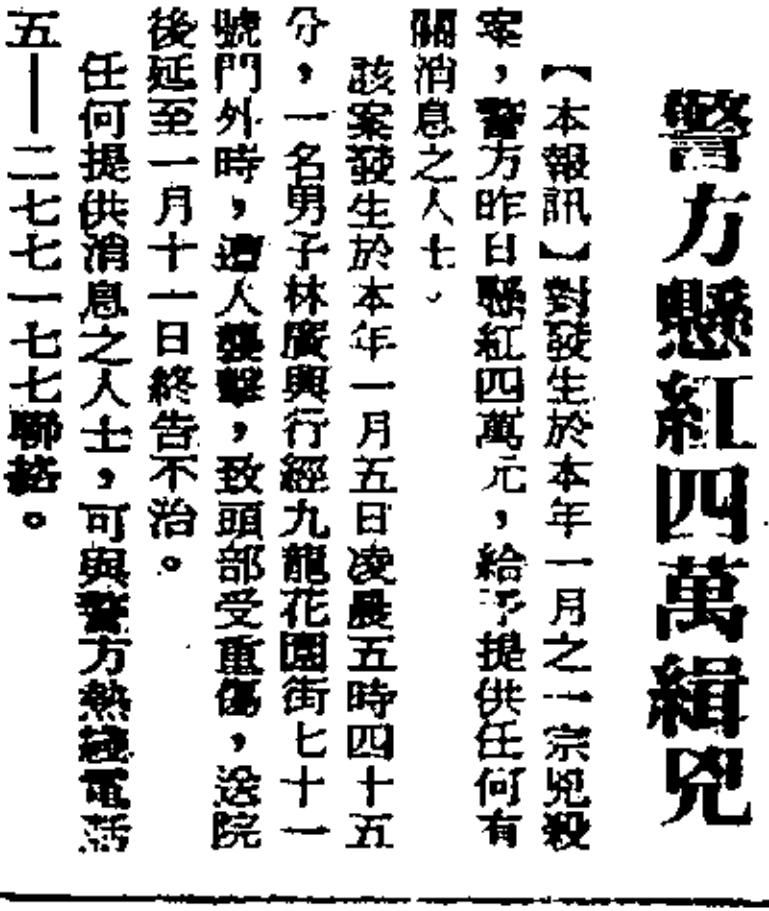 警方懸紅四萬緝兇
【本報訊】對發生於本年一月之一宗兇殺
案，警方昨日懸紅四萬元，給予提供任何有
關消息之人士。
該案發生於本年一月五日凌晨五時四十五
分，一名男子林廣興行經九龍花園街七十一
號門外時，遭人襲擊，致頭部受重傷，送院
後延至一月十一日終告不治。
任何提供消息之人士，可與警方熱線電話
五——二七七一七七聯絡。